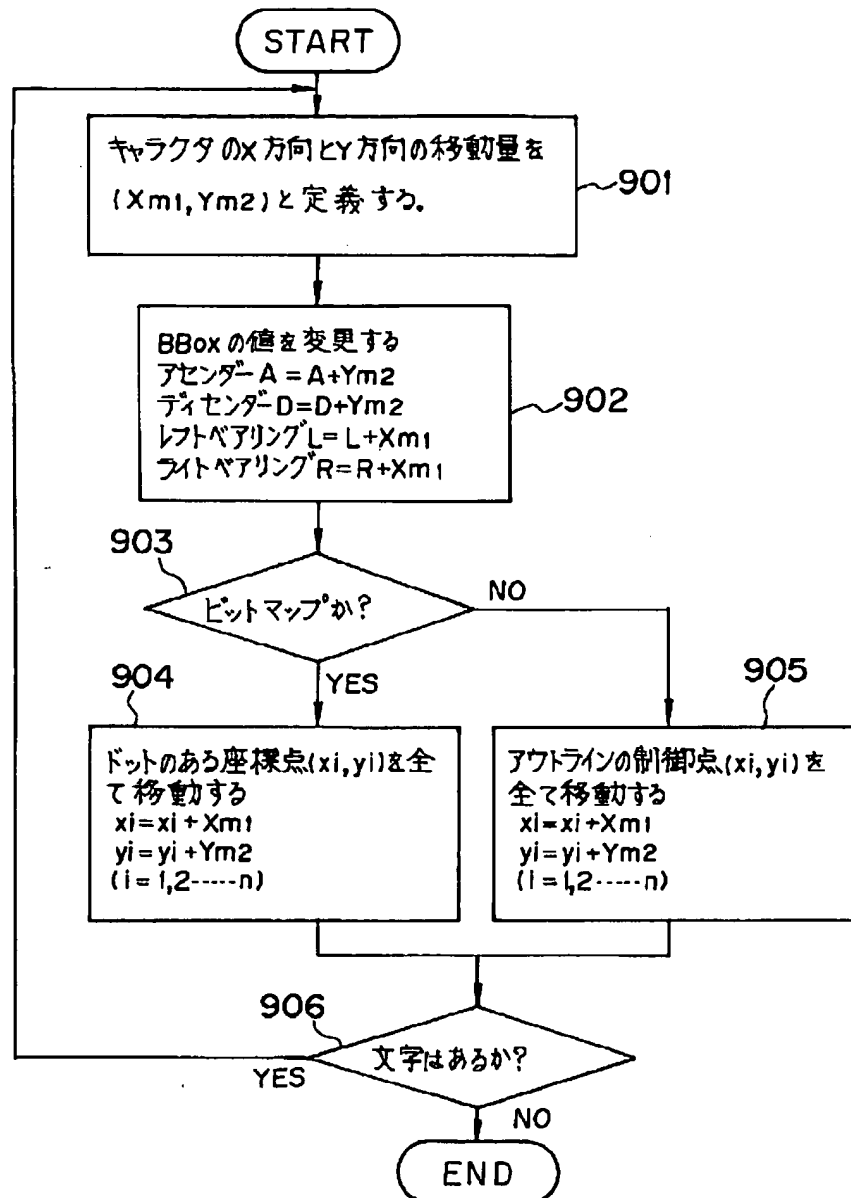 START
キャラクタのX方向とY方向の移動量を
(Xm1,Ym2)と定義する。
901
BBoxの値を変更する
アセンダーA=A+Ym2
ディセンダーD=D+Ym2
レフトベアリングL=L+Xm1
ライトベアリングR=R+Xm1
902
903
ビットマップか?
NO
YES
904
ドットのある座標点(xi,yi)を全
て移動する
xi=xi+Xm1
yi=yi+Ym2
(i=1,2-----n)
905
アウトラインの制御点(xi,yi)を
全て移動する
xi=xi+Xm1
yi=yi+Ym2
(i=1,2-----n)
906
文字はあるか?
YES
NO
END